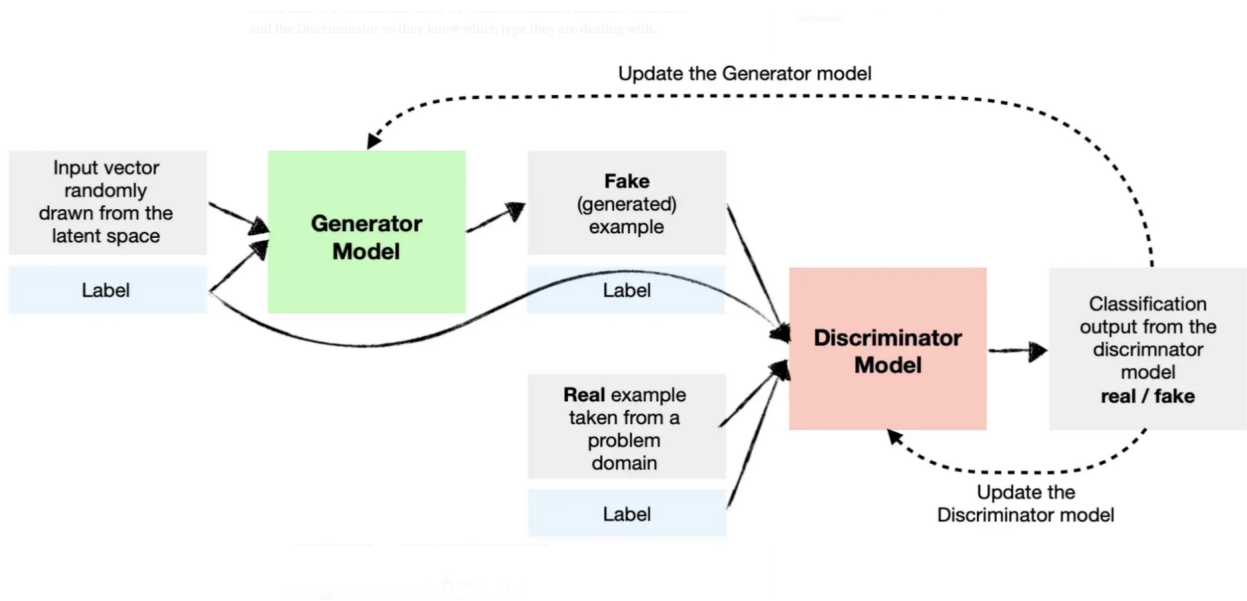 and the Discriminator so they know which type they are dealing with.
Update the Generator model
Input vector
randomly
drawn from the
latent space
Label
Generator
Model
Fake
(generated)
example
Label
Real example
taken from a
problem
domain
Label
Discriminator
Model
Classification
output from the
discrimnator
model
real / fake
Update the
Discriminator model